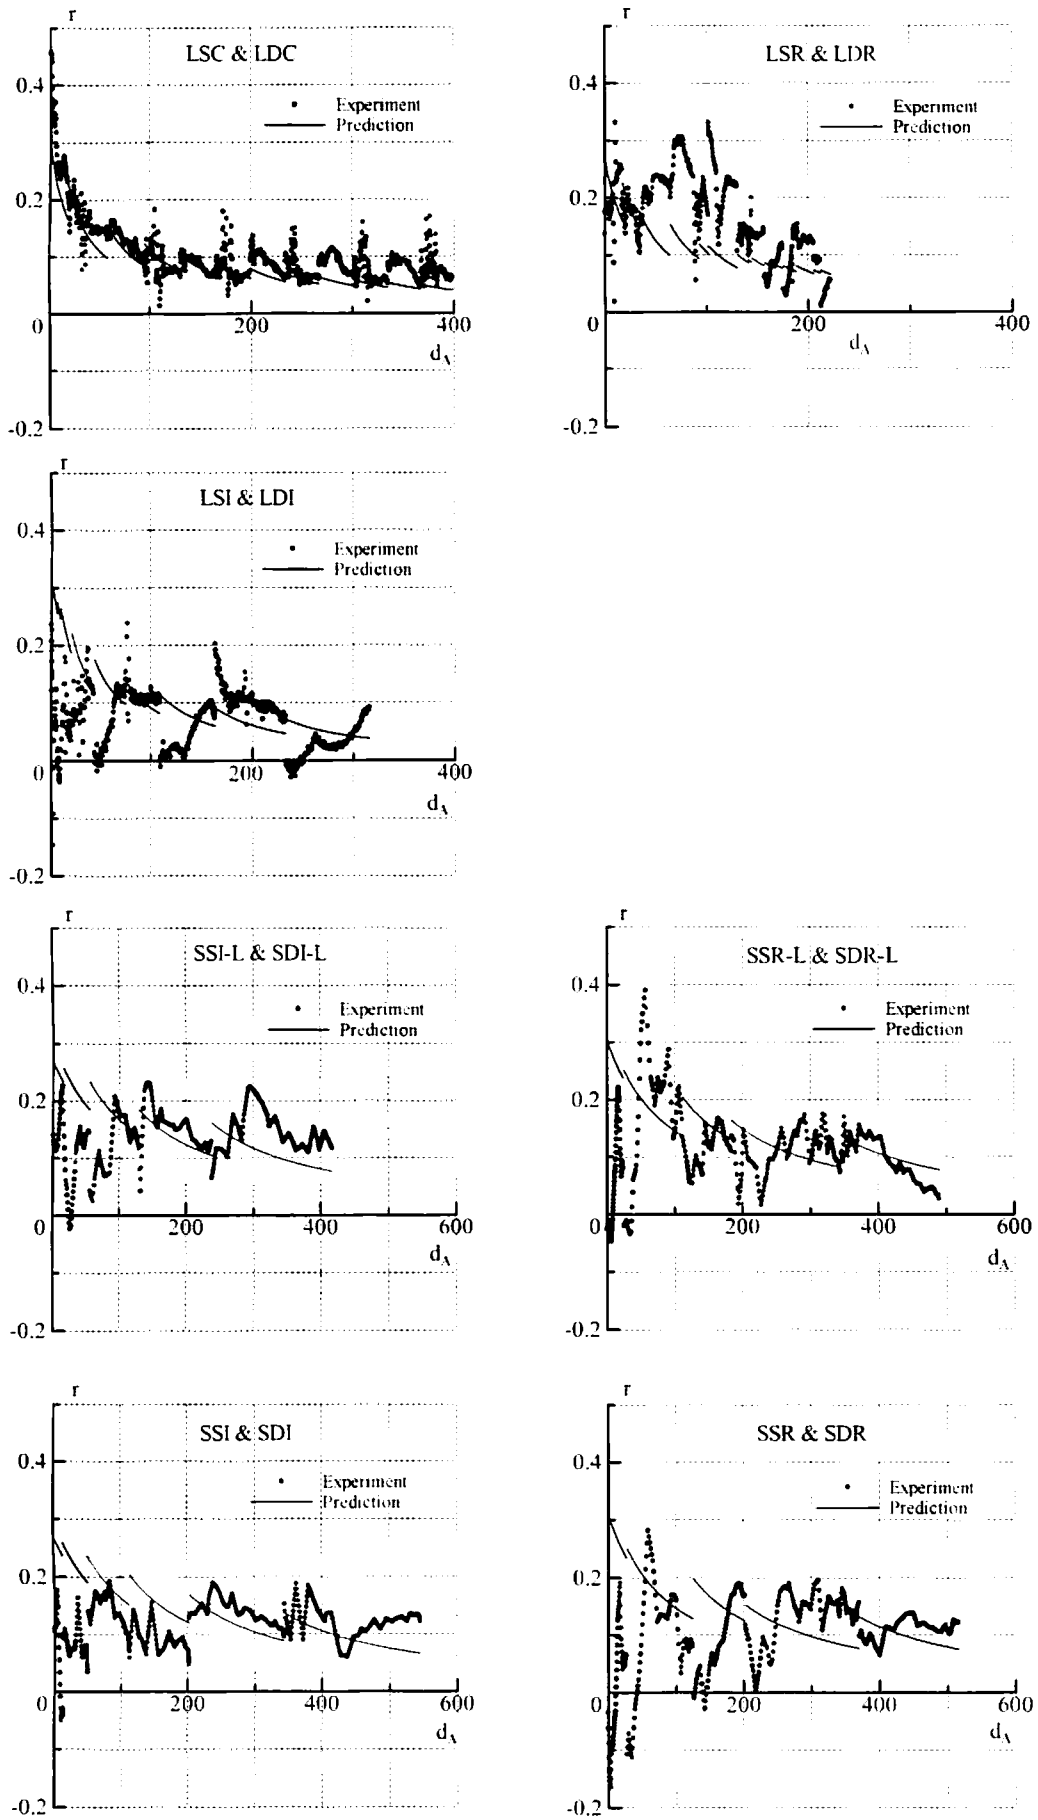 r
LSC & LDC
0.4
Experiment
Prediction
0.2
0
200
400
d_A
-0.2
r
LSR & LDR
0.4
Experiment
Prediction
0.2
0
200
400
d_A
-0.2
r
LSI & LDI
0.4
Experiment
Prediction
0.2
0
200
400
d_A
-0.2
r
SSI-L & SDI-L
0.4
Experiment
Prediction
0.2
0
200
400
600
d_A
-0.2
r
SSR-L & SDR-L
0.4
Experiment
Prediction
0.2
0
200
400
600
d_A
-0.2
r
SSI & SDI
0.4
Experiment
Prediction
0.2
0
200
400
600
d_A
-0.2
r
SSR & SDR
0.4
Experiment
Prediction
0.2
0
200
400
600
d_A
-0.2